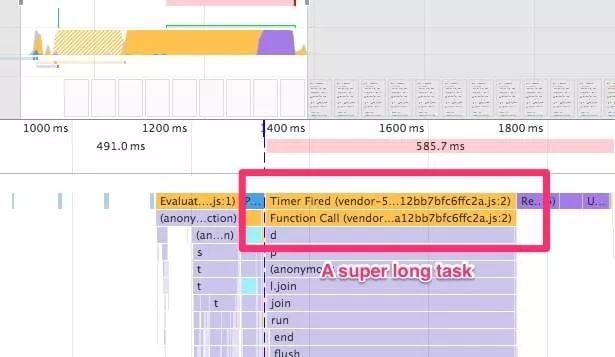 1000 ms 1200 ms 1400 ms 1600 ms 1800 ms
491.0 ms 585.7 ms
Evaluat....js:1) P... Timer Fired (vendor-5...12bb7bfc6ffc2a.js:2) Re... U...
(anony...ction) Function Call (vendor...a12bb7bfc6ffc2a.js:2)
(an...n) d
s p
t (anonymo
A super long task
t l.join
t join
run
end
flush